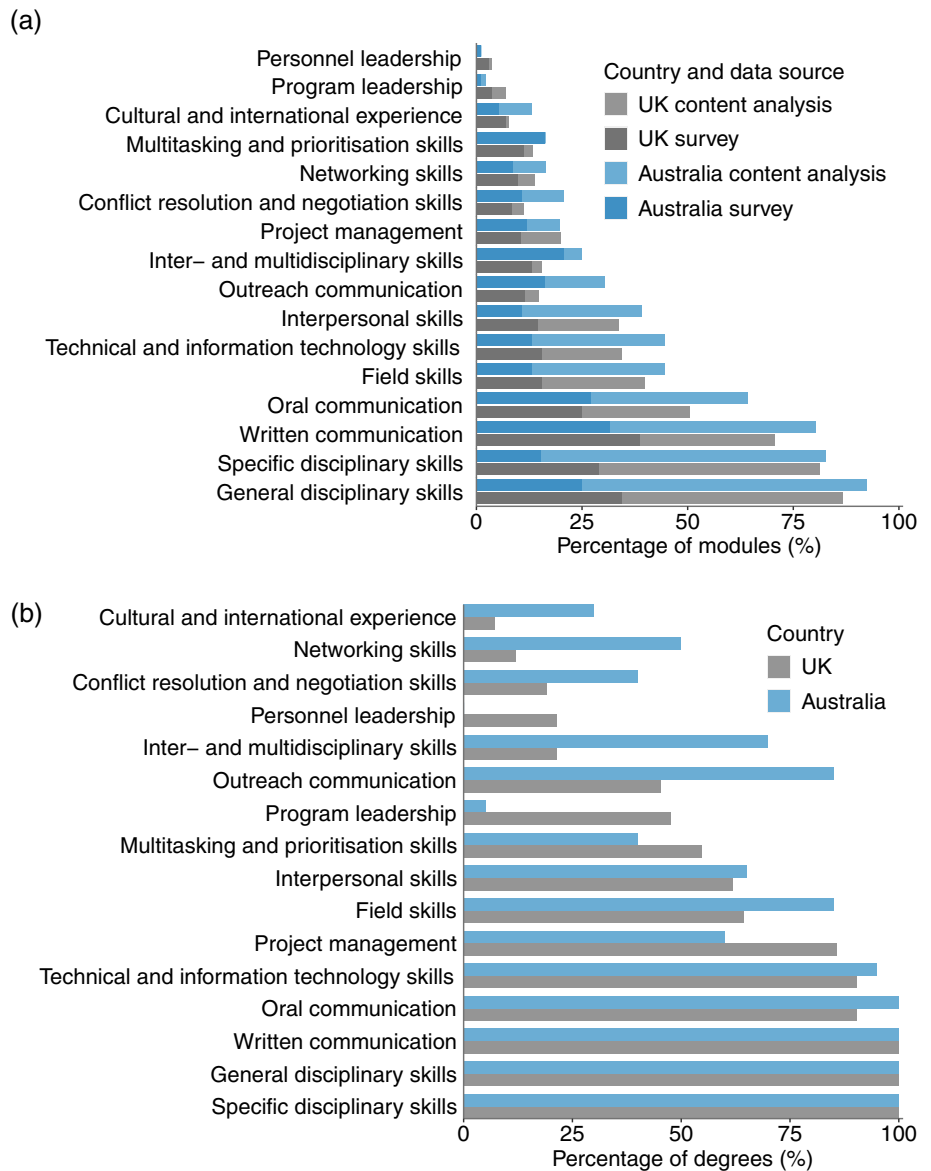 (a)
Personnel leadership
Program leadership
Cultural and international experience
Multitasking and prioritisation skills
Networking skills
Conflict resolution and negotiation skills
Project management
Inter− and multidisciplinary skills
Outreach communication
Interpersonal skills
Technical and information technology skills
Field skills
Oral communication
Written communication
Specific disciplinary skills
General disciplinary skills
Country and data source
UK content analysis
UK survey
Australia content analysis
Australia survey
0 25 50 75 100
Percentage of modules (%)
(b)
Cultural and international experience
Networking skills
Conflict resolution and negotiation skills
Personnel leadership
Inter− and multidisciplinary skills
Outreach communication
Program leadership
Multitasking and prioritisation skills
Interpersonal skills
Field skills
Project management
Technical and information technology skills
Oral communication
Written communication
General disciplinary skills
Specific disciplinary skills
Country
UK
Australia
0 25 50 75 100
Percentage of degrees (%)